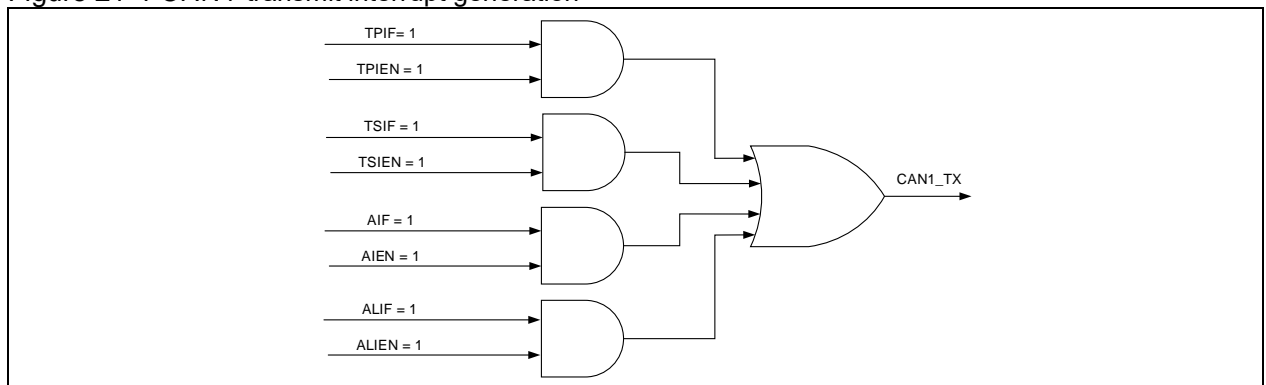 TPIF= 1
TPIEN = 1
TSIF = 1
TSIEN = 1
AIF = 1
AIEN = 1
ALIF = 1
ALIEN = 1
CAN1_TX